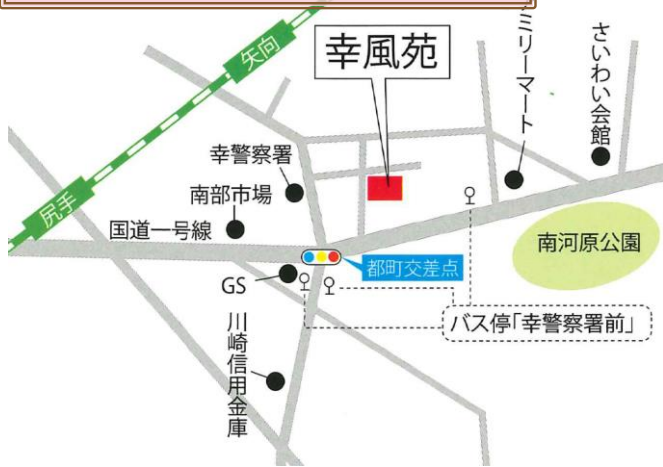 矢向
尻手
幸風苑
ミリーマート
さいわい会館
幸警察署
南部市場
国道一号線
都町交差点
南河原公園
GS
バス停「幸警察署前」
川崎信用金庫